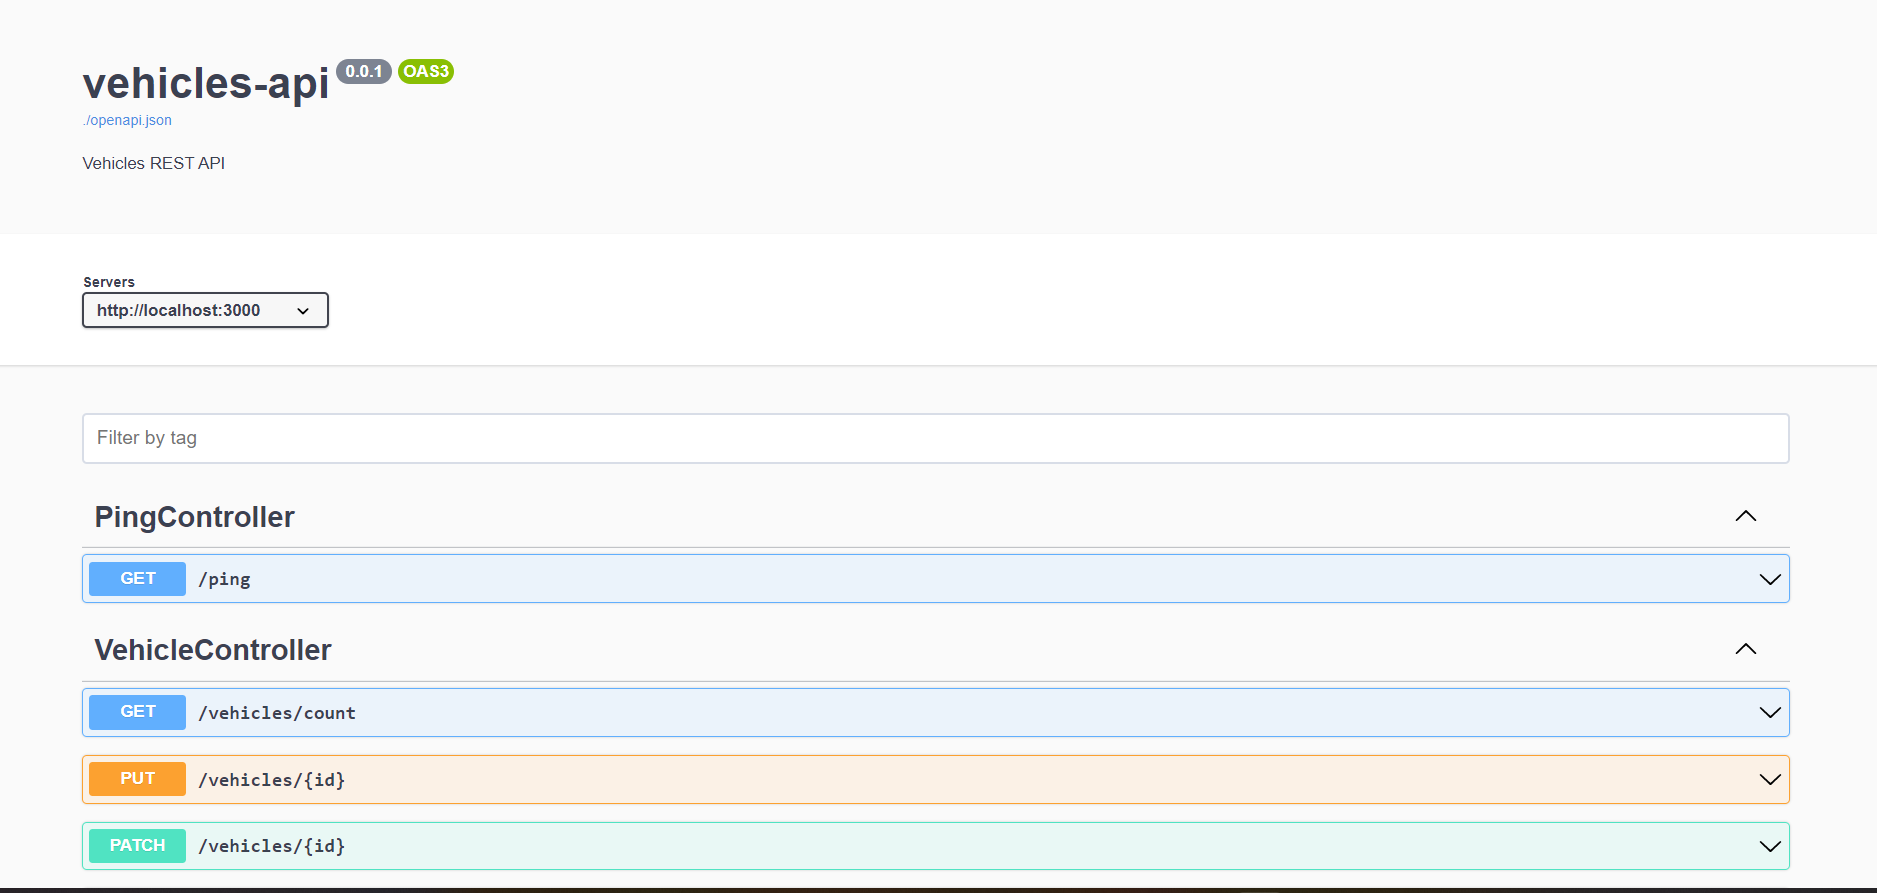 vehicles-api 0.0.1 OAS3
./openapi.json
Vehicles REST API
Servers
http://localhost:3000
Filter by tag
PingController
GET /ping
VehicleController
GET /vehicles/count
PUT /vehicles/{id}
PATCH /vehicles/{id}